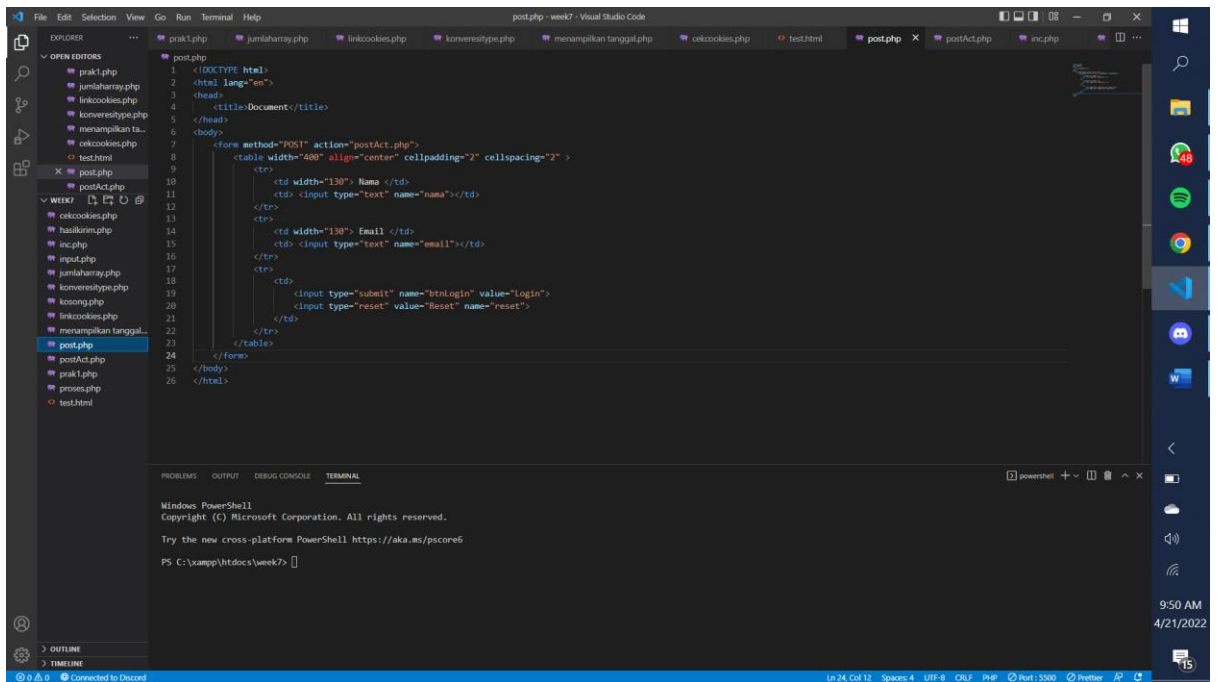 File Edit Selection View Go Run Terminal Help post.php - week7 - Visual Studio Code
EXPLORER
prak1.php jumlaharray.php linkcookies.php konveresitype.php menampilkan tanggal.php cekcookies.php test.html post.php postAct.php inc.php
OPEN EDITORS
prak1.php
jumlaharray.php
linkcookies.php
konveresitype.php
menampilkan ta...
cekcookies.php
test.html
post.php
postAct.php
WEEK7
cekcookies.php
hasilkirim.php
inc.php
input.php
jumlaharray.php
konveresitype.php
kosong.php
linkcookies.php
menampilkan tanggal...
post.php
postAct.php
prak1.php
proses.php
test.html
OUTLINE
TIMELINE
post.php
1 <!DOCTYPE html>
2 <html lang="en">
3 <head>
4 <title>Document</title>
5 </head>
6 <body>
7 <form method="POST" action="postAct.php">
8 <table width="400" align="center" cellpadding="2" cellspacing="2" >
9 <tr>
10 <td width="130"> Nama </td>
11 <td> <input type="text" name="nama"></td>
12 </tr>
13 <tr>
14 <td width="130"> Email </td>
15 <td> <input type="text" name="email"></td>
16 </tr>
17 <tr>
18 <td>
19 <input type="submit" name="btnLogin" value="Login">
20 <input type="reset" value="Reset" name="reset">
21 </td>
22 </tr>
23 </table>
24 </form>
25 </body>
26 </html>
PROBLEMS OUTPUT DEBUG CONSOLE TERMINAL powershell
Windows PowerShell
Copyright (C) Microsoft Corporation. All rights reserved.
Try the new cross-platform PowerShell https://aka.ms/pscore6
PS C:\xampp\htdocs\week7>
0 0 Connected to Discord Ln 24, Col 12 Spaces: 4 UTF-8 CRLF PHP Port : 5500 Prettier
48
W
9:50 AM
4/21/2022
15